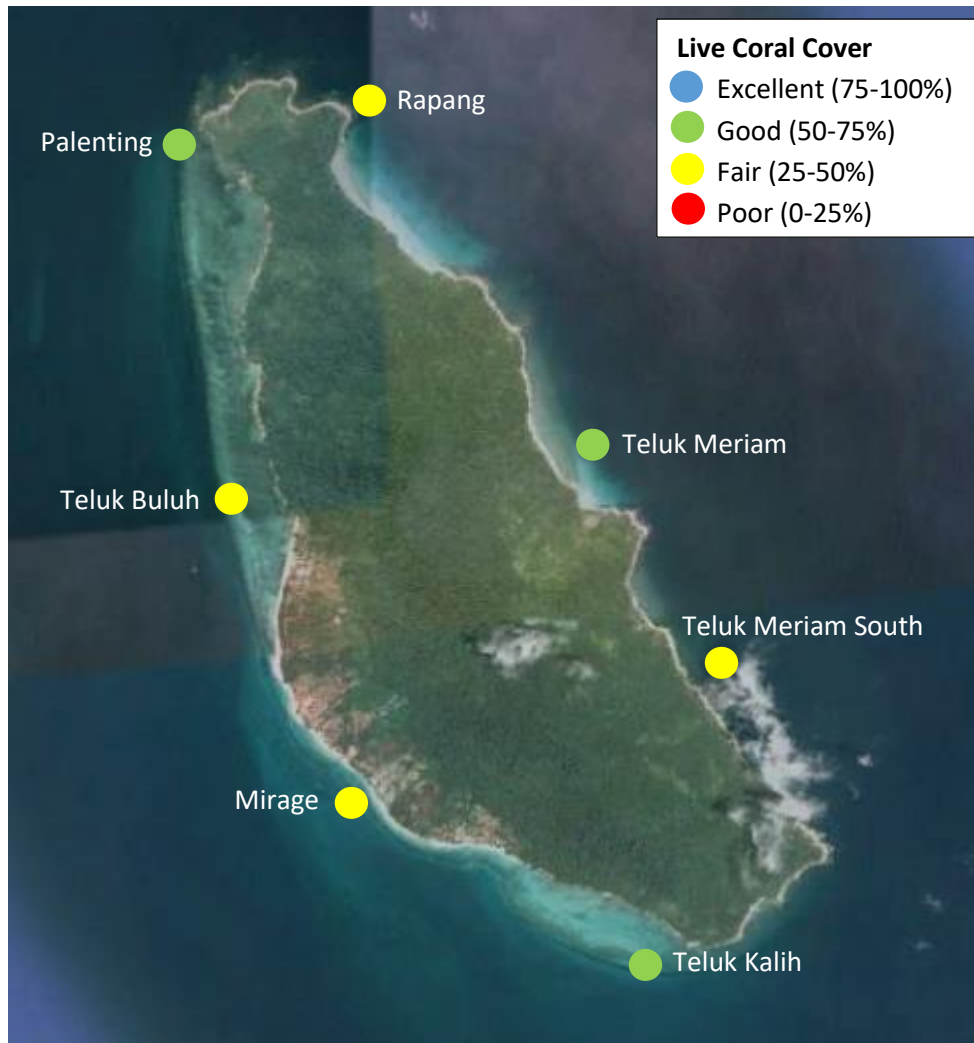 Live Coral Cover
Excellent (75-100%)
Good (50-75%)
Fair (25-50%)
Poor (0-25%)
Rapang
Palenting
Teluk Meriam
Teluk Buluh
Teluk Meriam South
Mirage
Teluk Kalih